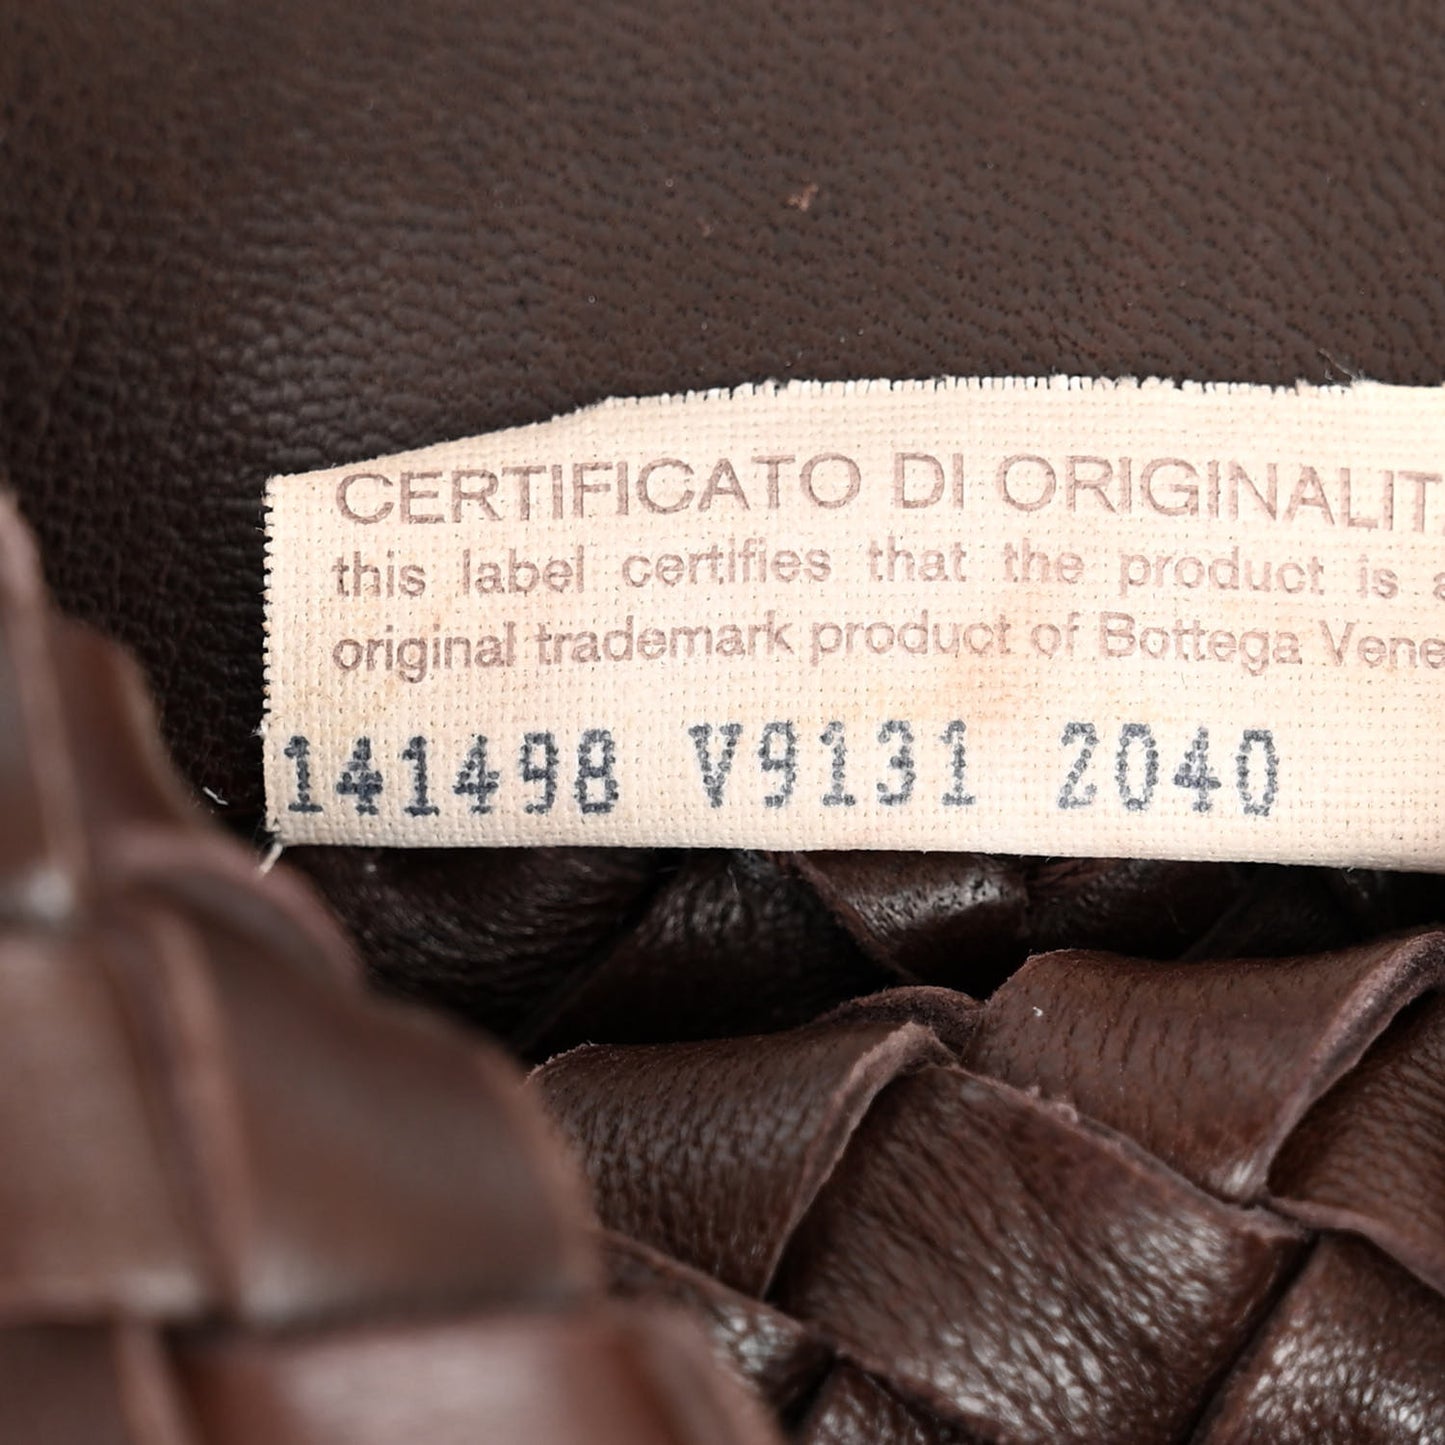 CERTIFICATO DI ORIGINALIT
this label certifies that the product is a
original trademark product of Bottega Vene
141498 V9131 2040